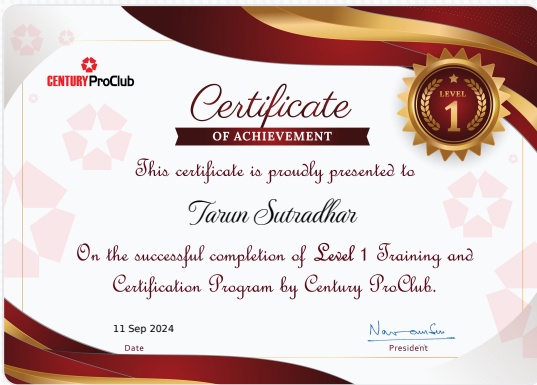 CENTURY ProClub
LEVEL
1
Certificate
OF ACHIEVEMENT
This certificate is proudly presented to
Tarun Sutradhar
On the successful completion of Level 1 Training and
Certification Program by Century ProClub.
11 Sep 2024
Date
President